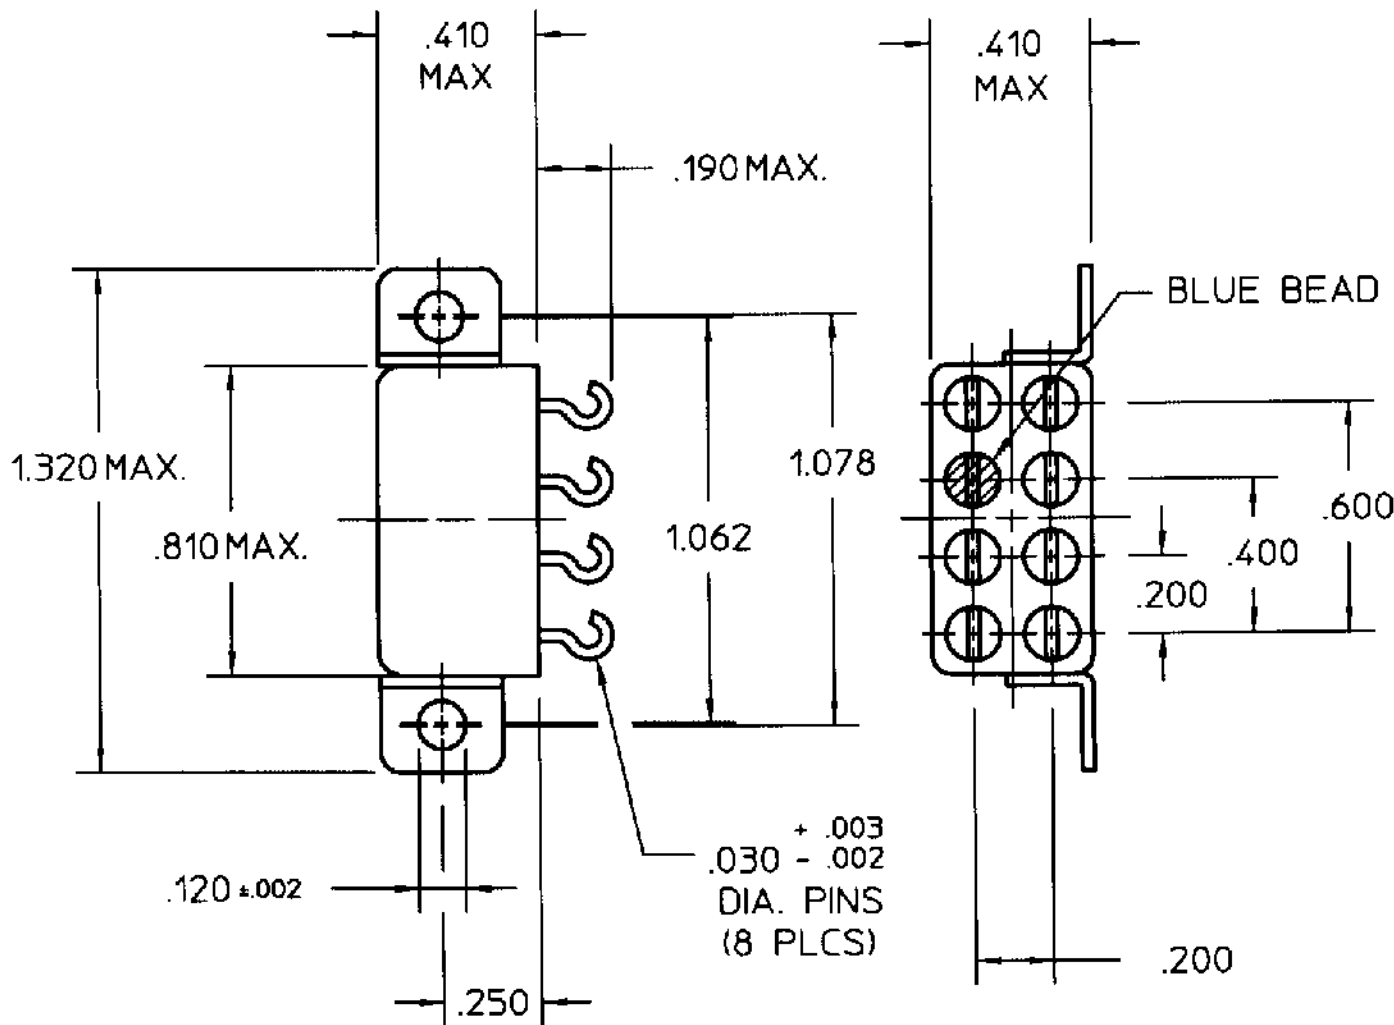 .410
MAX
.410
MAX
.190 MAX.
BLUE BEAD
1.320 MAX.
.810 MAX.
1.078
1.062
.600
.400
.200
+ .003
.030 - .002
DIA. PINS
(8 PLCS)
.120 ±.002
.200
.250